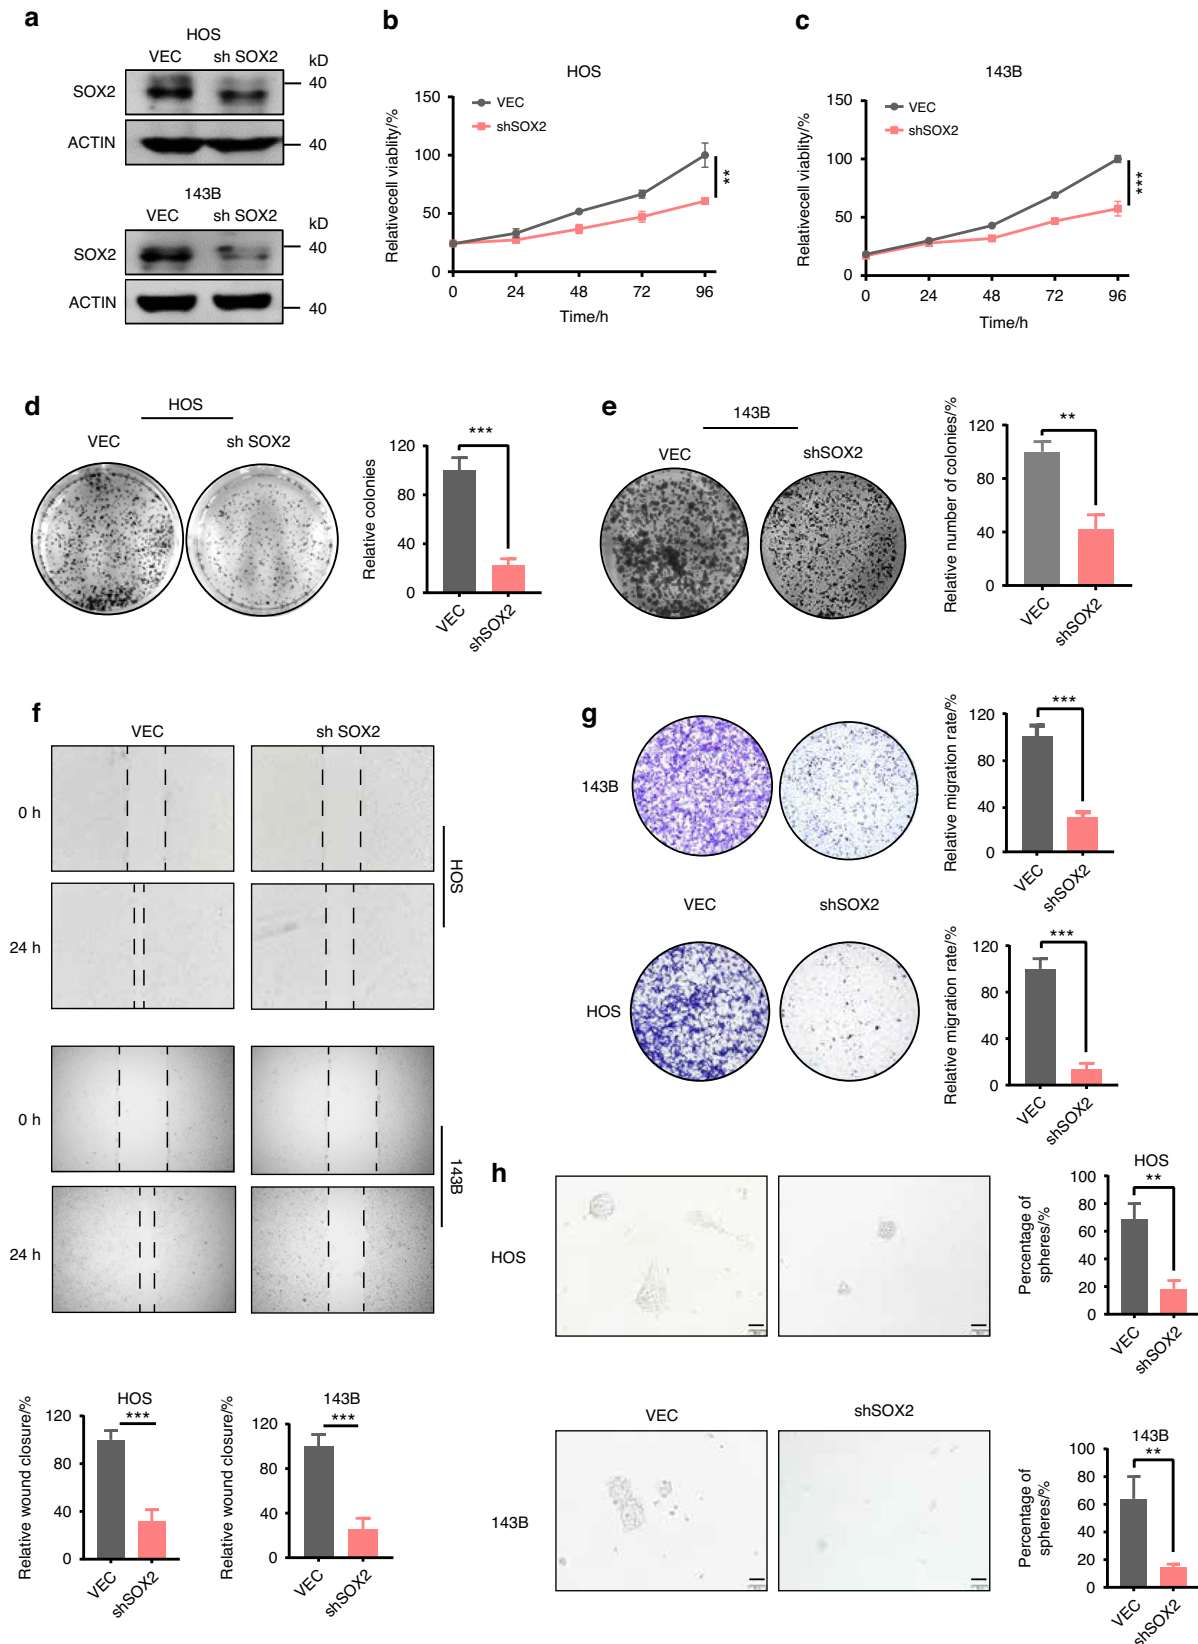 a
HOS
VEC sh SOX2 kD
SOX2 40
ACTIN 40
143B
VEC sh SOX2 kD
SOX2 40
ACTIN 40
b
HOS
Relativecell viablity/%
150
100
50
0
VEC
shSOX2
**
0 24 48 72 96
Time/h
c
143B
Relativecell viablity/%
150
100
50
0
VEC
shSOX2
***
0 24 48 72 96
Time/h
d
HOS
VEC sh SOX2
Relative colonies
120
80
40
0
***
VEC shSOX2
e
143B
VEC shSOX2
Relative number of colonies/%
120
80
40
0
**
VEC shSOX2
f
VEC sh SOX2
0 h
24 h
HOS
0 h
24 h
143B
HOS
Relative wound closure/%
120
80
40
0
***
VEC shSOX2
143B
Relative wound closure/%
120
80
40
0
***
VEC shSOX2
g
143B
VEC shSOX2
HOS
Relative migration rate/%
120
80
40
0
***
VEC shSOX2
Relative migration rate/%
120
80
40
0
***
VEC shSOX2
h
HOS
HOS
Percentage of
spheres/%
100
80
60
40
20
0
**
VEC shSOX2
VEC shSOX2
143B
143B
Percentage of
spheres/%
100
80
60
40
20
0
**
VEC shSOX2